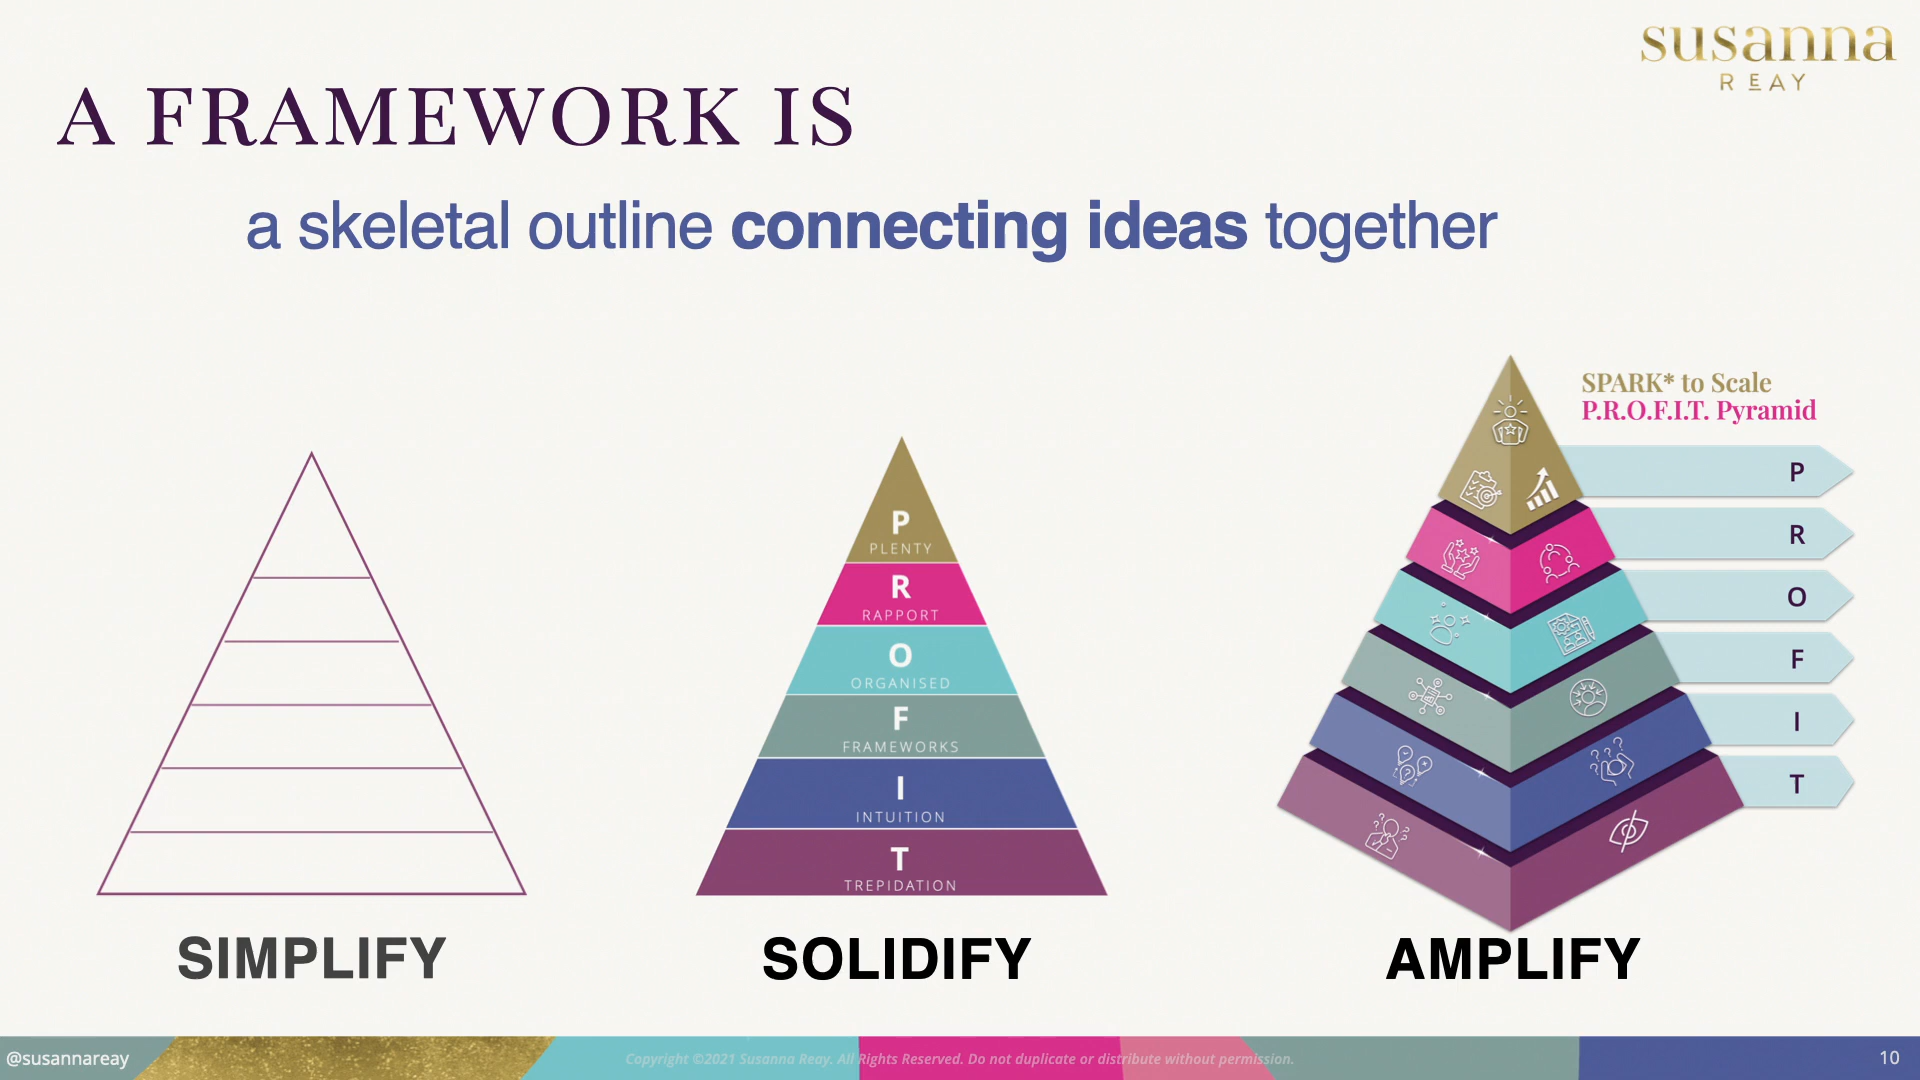 susanna
REAY
A FRAMEWORK IS
a skeletal outline connecting ideas together
P
PLENTY
R
RAPPORT
O
ORGANISED
F
FRAMEWORKS
I
INTUITION
T
TREPIDATION
SPARK* to Scale
P.R.O.F.I.T. Pyramid
P
R
O
F
I
T
SIMPLIFY
SOLIDIFY
AMPLIFY
@susannareay
Copyright ©2021 Susanna Reay. All Rights Reserved. Do not duplicate or distribute without permission.
10